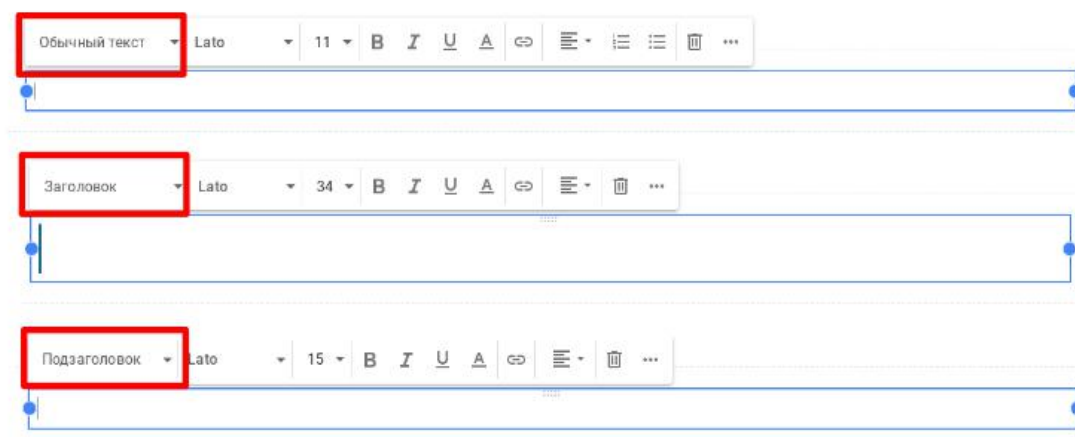 Обычный текст Lato 11 B I U A
Заголовок Lato 34 B I U A
Подзаголовок Lato 15 B I U A